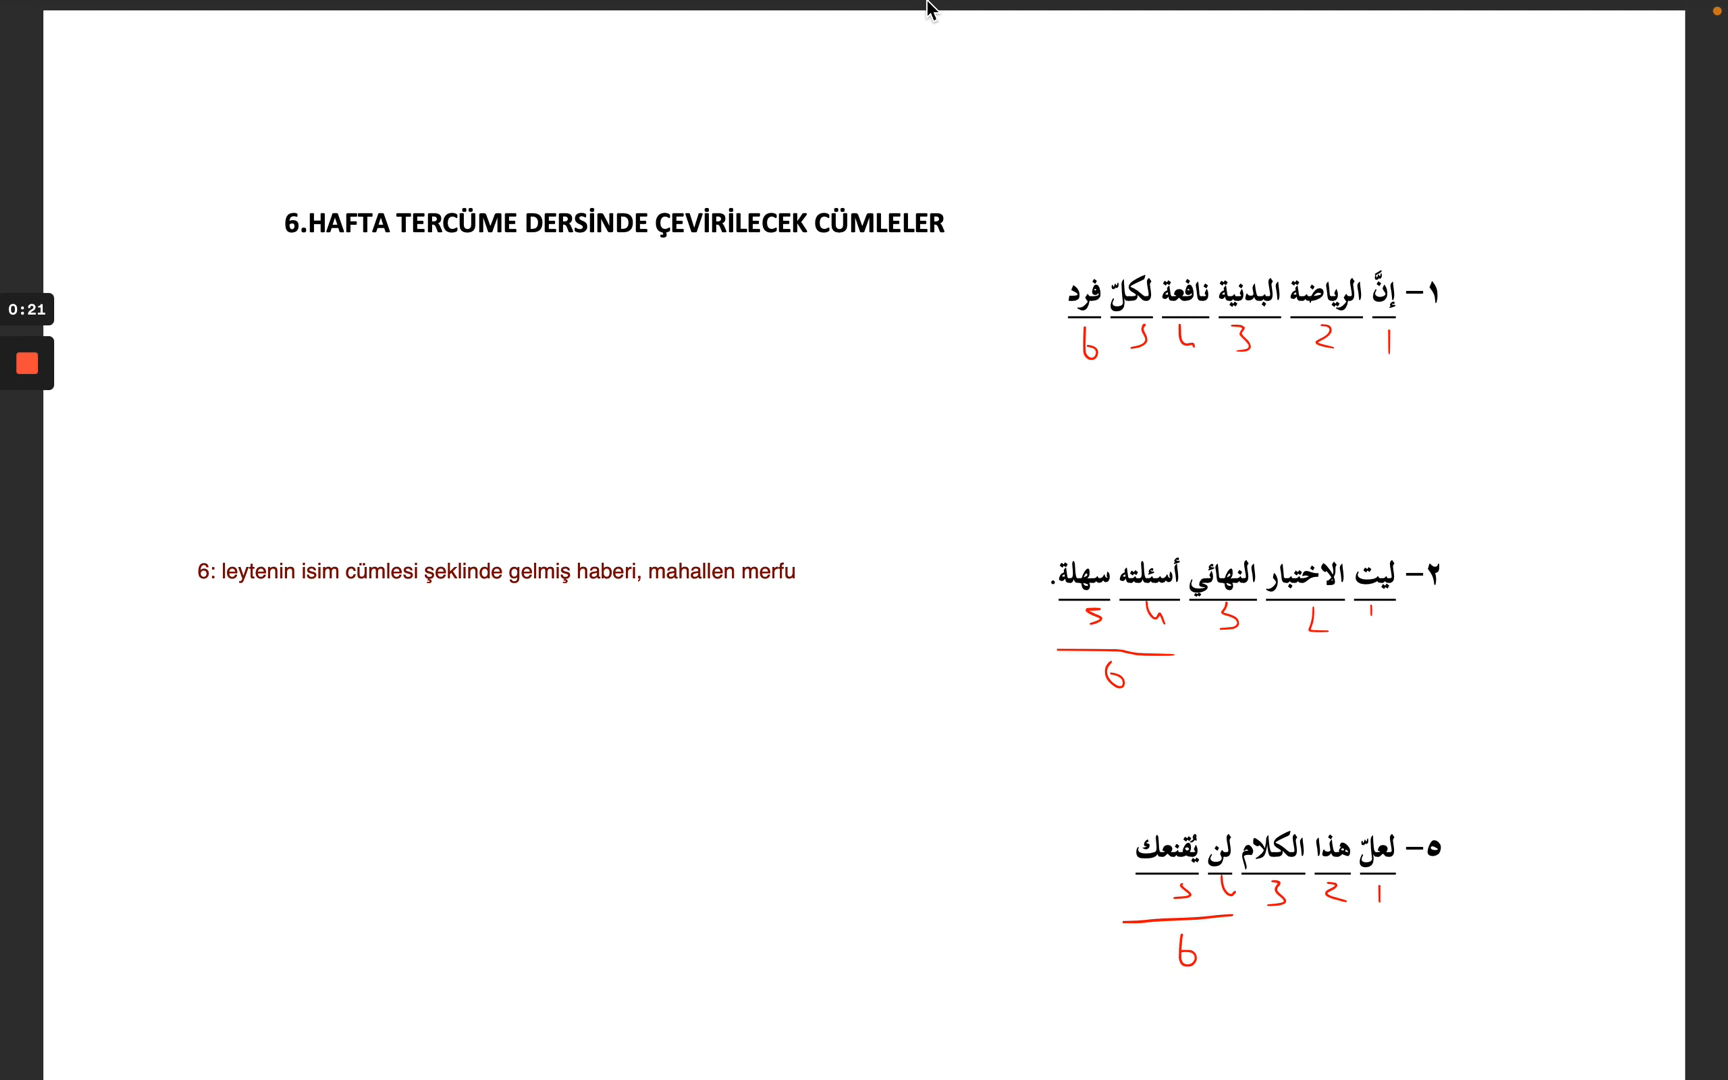 6.HAFTA TERCÜME DERSİNDE ÇEVİRİLECEK CÜMLELER
١– إنَّ الرياضة البدنية نافعة لكلّ فرد
0:21
6 5 4 3 2 1
6: leytenin isim cümlesi şeklinde gelmiş haberi, mahallen merfu
٢– ليت الاختبار النهائي أسئلته سهلة.
5 4 3 2 1
6
٥– لعلّ هذا الكلام لن يُقنعك
5 4 3 2 1
6